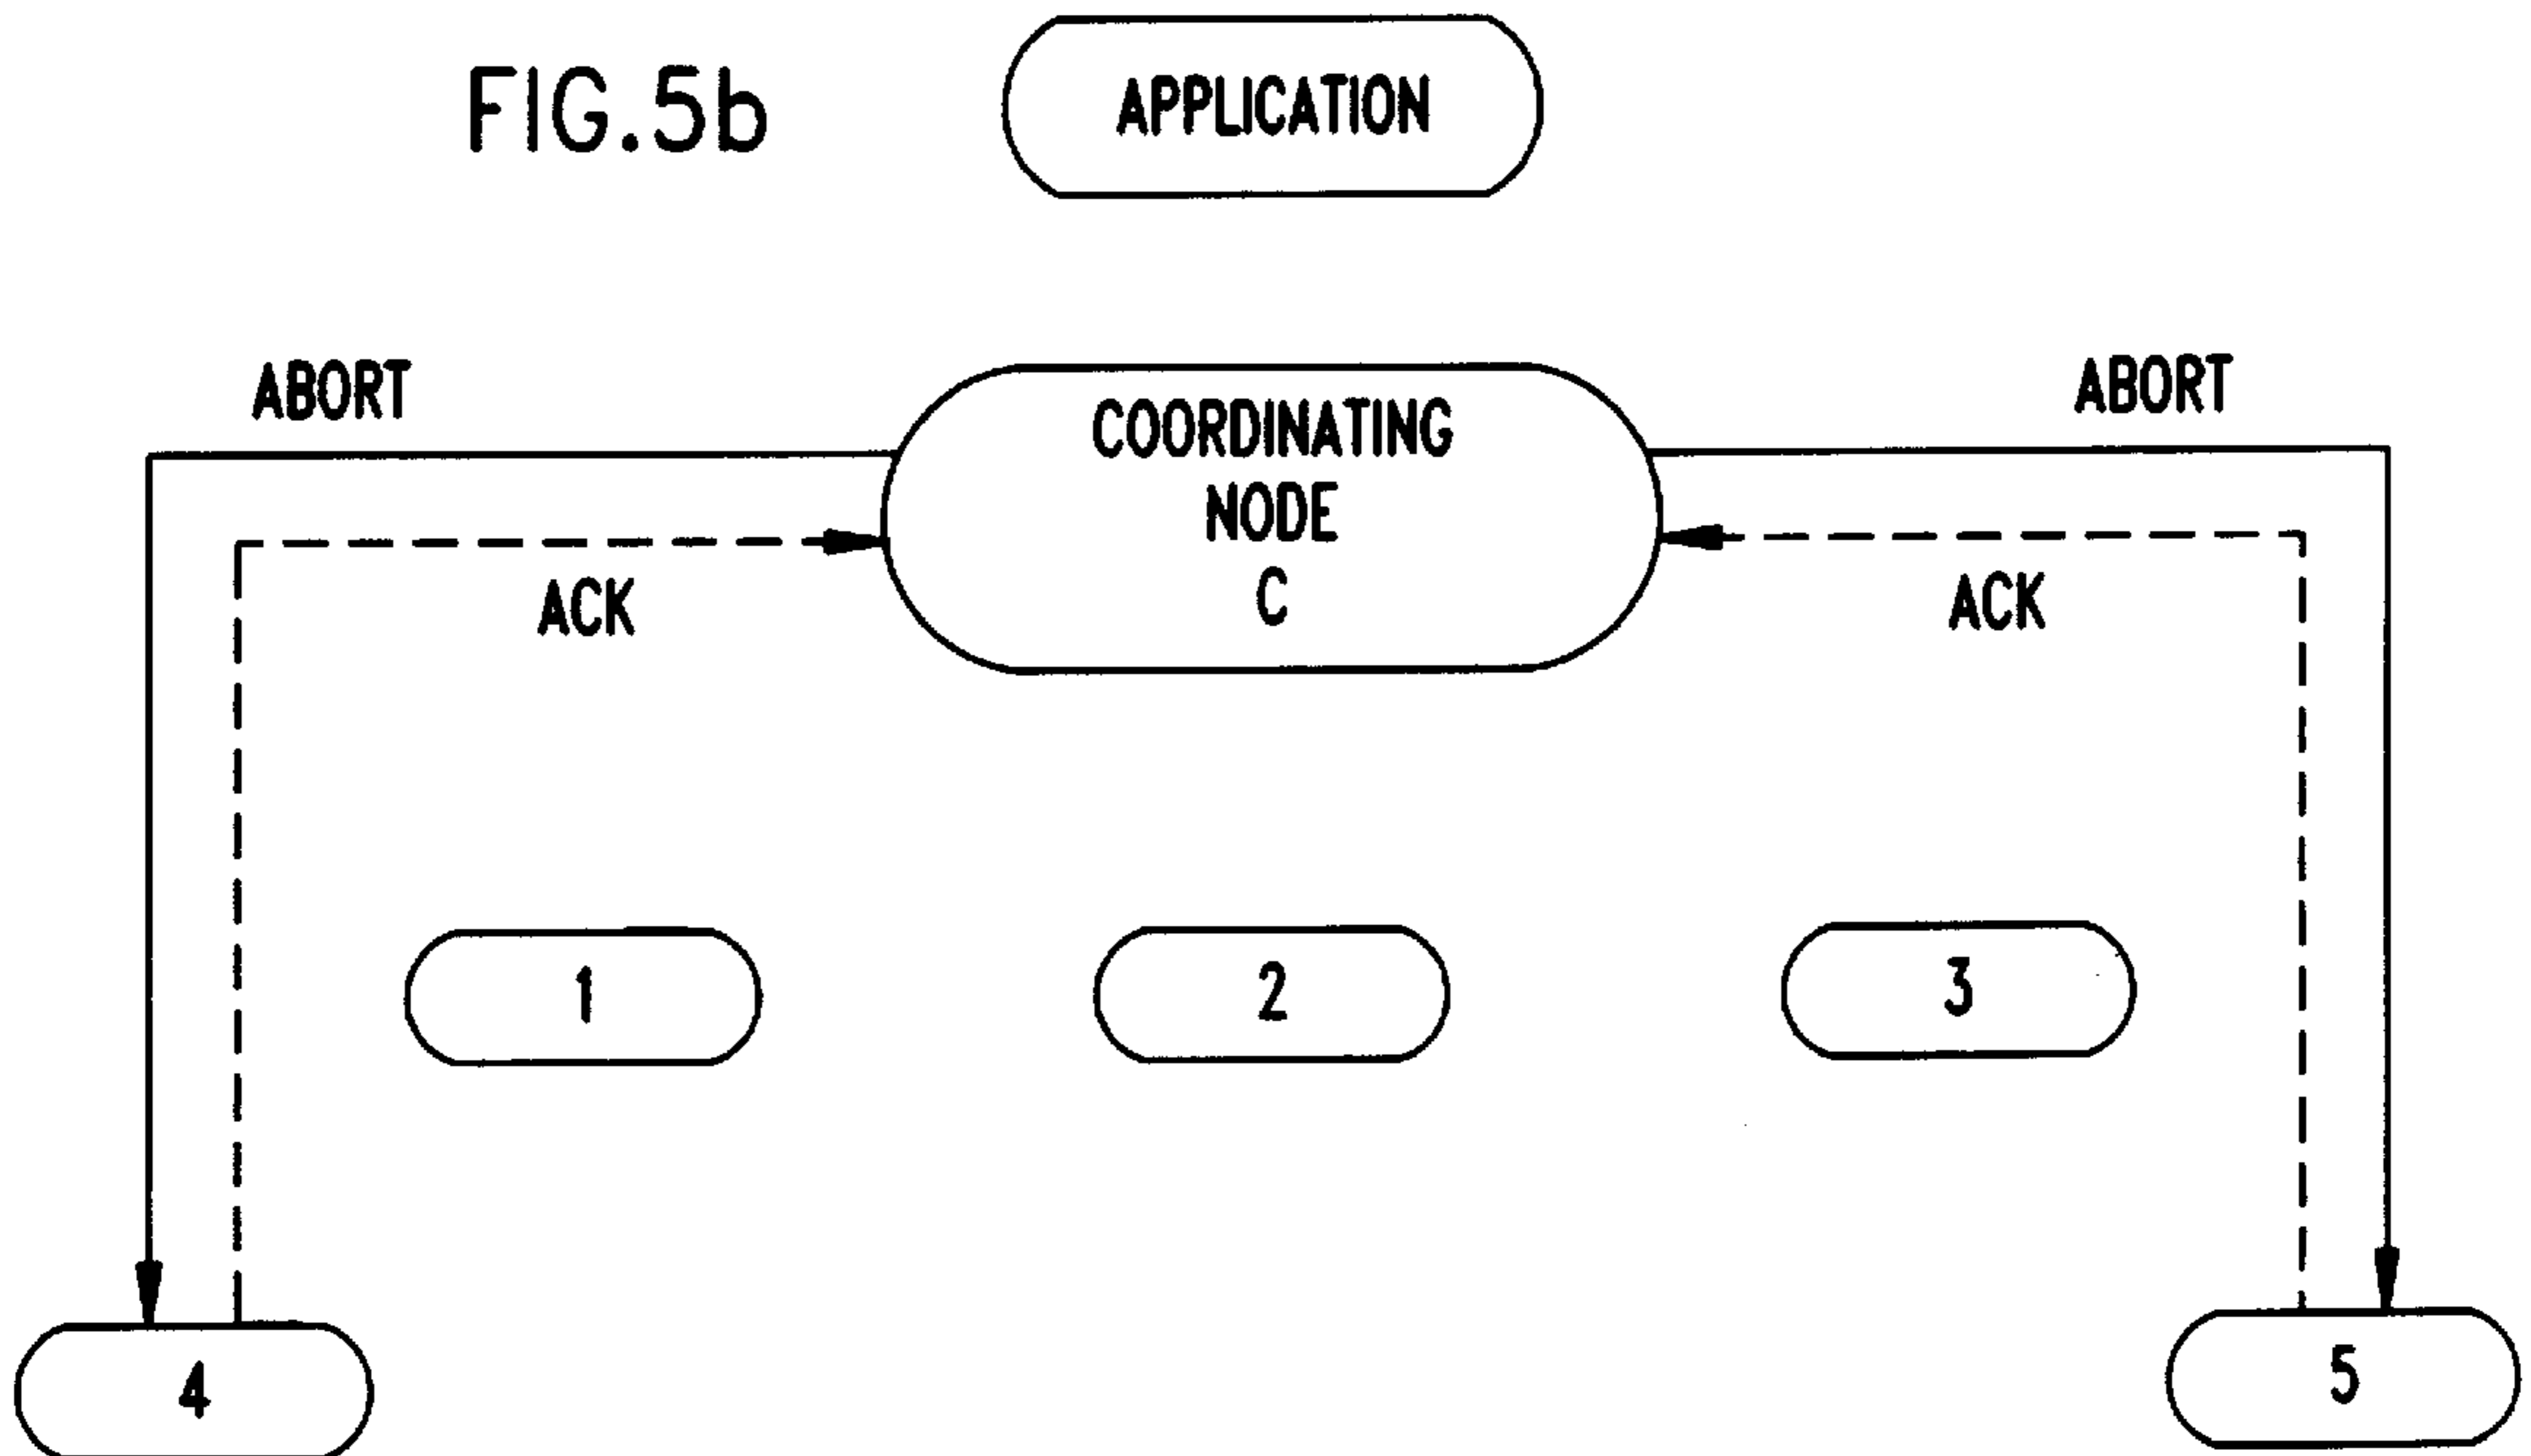 FIG.5b
APPLICATION
ABORT
ABORT
COORDINATING
NODE
C
ACK
ACK
1
2
3
4
5